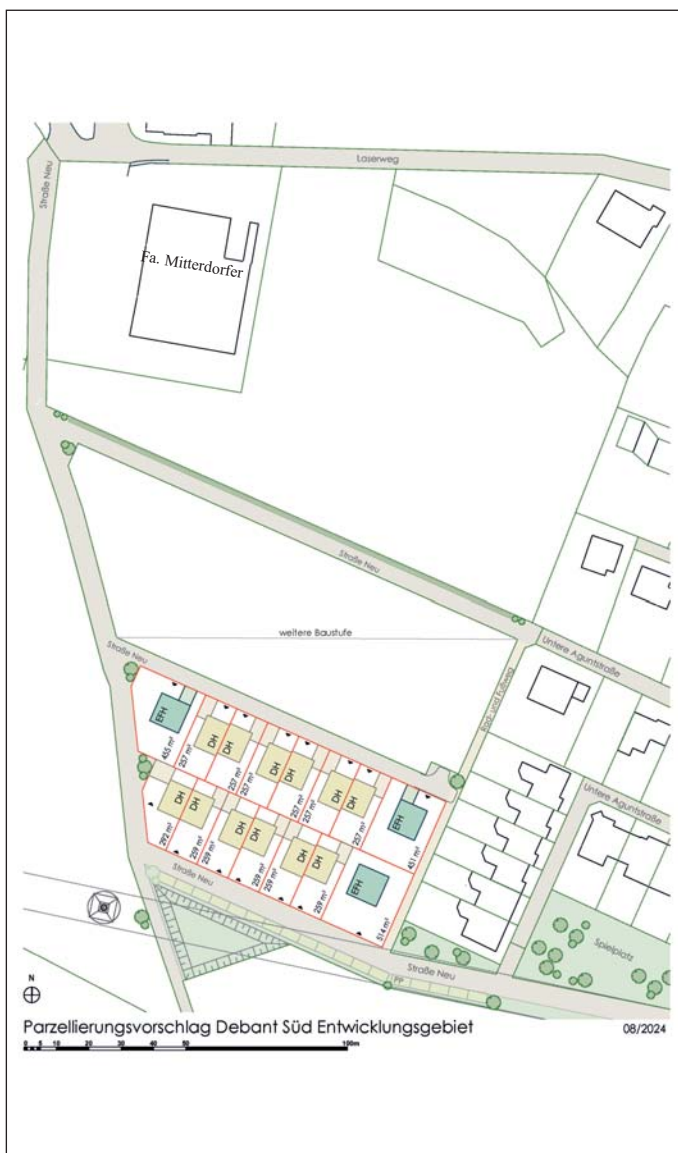 Laserweg
Straße Neu
Fa. Mitterdorfer
Straße Neu
weitere Baustufe
Untere Aguntstraße
Straße Neu
Rad- und Fußweg
EFH
455 m²
257 m²
DH
DH
257 m²
257 m²
DH
DH
257 m²
257 m²
DH
DH
257 m²
EFH
451 m²
Untere Aguntstraße
DH
DH
292 m²
259 m²
259 m²
DH
DH
259 m²
259 m²
DH
DH
259 m²
EFH
514 m²
Straße Neu
Spielplatz
Straße Neu
PP
N
Parzellierungsvorschlag Debant Süd Entwicklungsgebiet
08/2024
0 5 10 20 30 40 50 100m